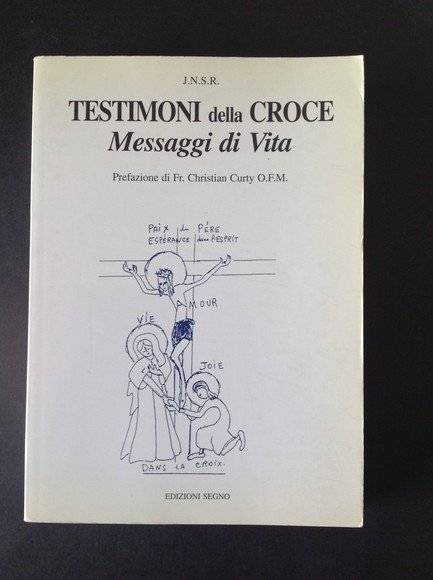 J.N.S.R.
TESTIMONI della CROCE
Messaggi di Vita
Prefazione di Fr. Christian Curty O.F.M.
PAIX du PÈRE
ESPÉRANCE dans l'ESPRIT
AMOUR
VIE
JOIE
DANS LA CROIX.
EDIZIONI SEGNO